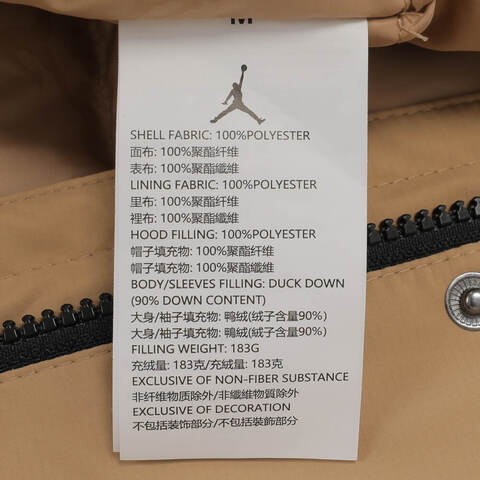 M
SHELL FABRIC: 100%POLYESTER
面布: 100%聚酯纤维
表布: 100%聚酯纖維
LINING FABRIC: 100%POLYESTER
里布: 100%聚酯纤维
裡布: 100%聚酯纖維
HOOD FILLING: 100%POLYESTER
帽子填充物: 100%聚酯纤维
帽子填充物: 100%聚酯纖維
BODY/SLEEVES FILLING: DUCK DOWN
(90% DOWN CONTENT)
大身/袖子填充物: 鸭绒(绒子含量90%)
大身/袖子填充物: 鴨絨(絨子含量90%)
FILLING WEIGHT: 183G
充绒量: 183克/充絨量: 183克
EXCLUSIVE OF NON-FIBER SUBSTANCE
非纤维物质除外/非纖維物質除外
EXCLUSIVE OF DECORATION
不包括装饰部分/不包括裝飾部分